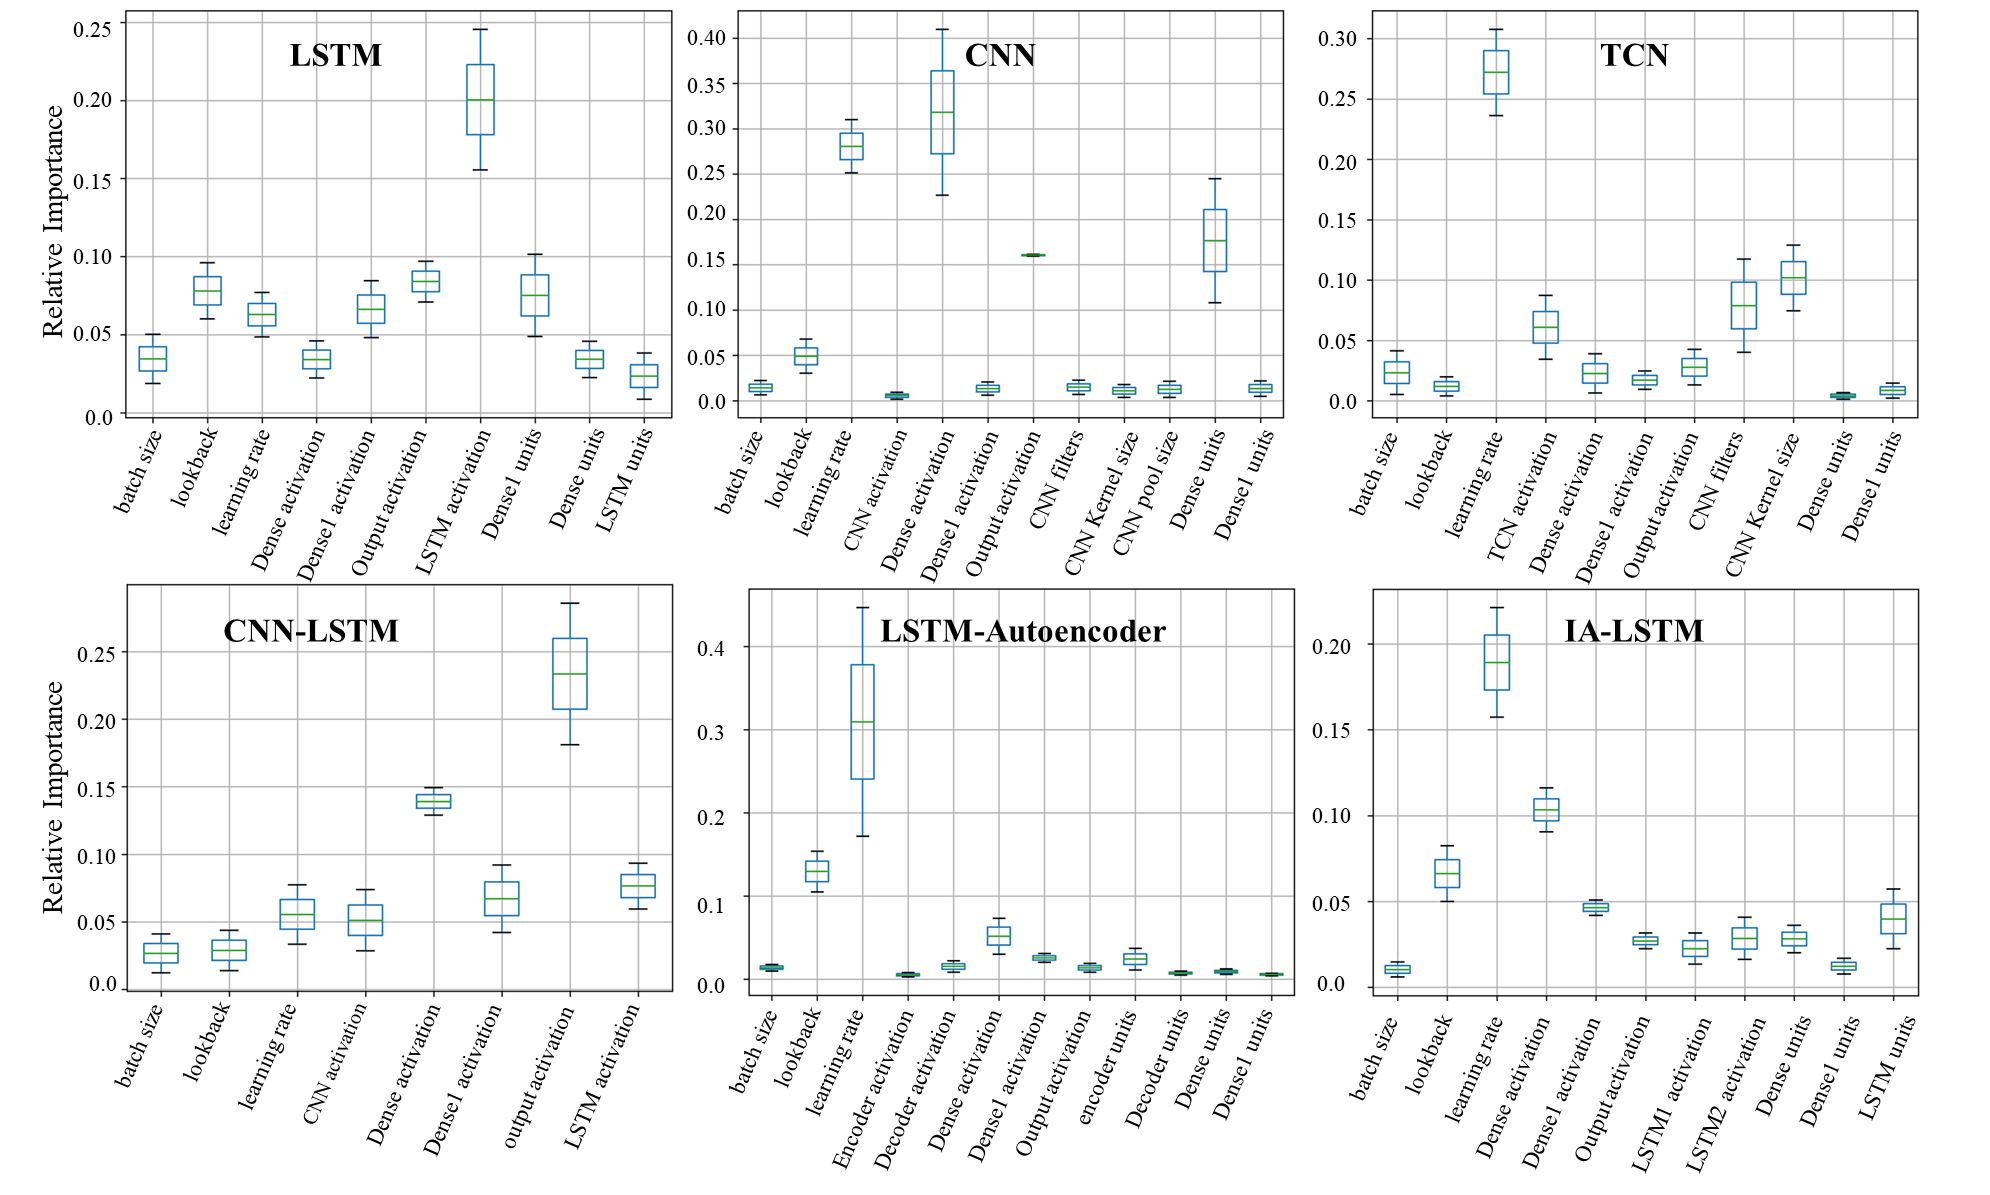 LSTM
Relative Importance
0.25
0.20
0.15
0.10
0.05
0.0
batch size
lookback
learning rate
Dense activation
Dense1 activation
Output activation
LSTM activation
Dense1 units
Dense units
LSTM units
CNN
0.40
0.35
0.30
0.25
0.20
0.15
0.10
0.05
0.0
batch size
lookback
learning rate
CNN activation
Dense activation
Dense1 activation
Output activation
CNN filters
CNN Kernel size
CNN pool size
Dense units
Dense1 units
TCN
0.30
0.25
0.20
0.15
0.10
0.05
0.0
batch size
lookback
learning rate
TCN activation
Dense activation
Dense1 activation
Output activation
CNN filters
CNN Kernel size
Dense units
Dense1 units
CNN-LSTM
Relative Importance
0.25
0.20
0.15
0.10
0.05
0.0
batch size
lookback
learning rate
CNN activation
Dense activation
Dense1 activation
output activation
LSTM activation
LSTM-Autoencoder
0.4
0.3
0.2
0.1
0.0
batch size
lookback
learning rate
Encoder activation
Decoder activation
Dense activation
Dense1 activation
Output activation
encoder units
Decoder units
Dense units
Dense1 units
IA-LSTM
0.20
0.15
0.10
0.05
0.0
batch size
lookback
learning rate
Dense activation
Dense1 activation
Output activation
LSTM1 activation
LSTM2 activation
Dense units
Dense1 units
LSTM units